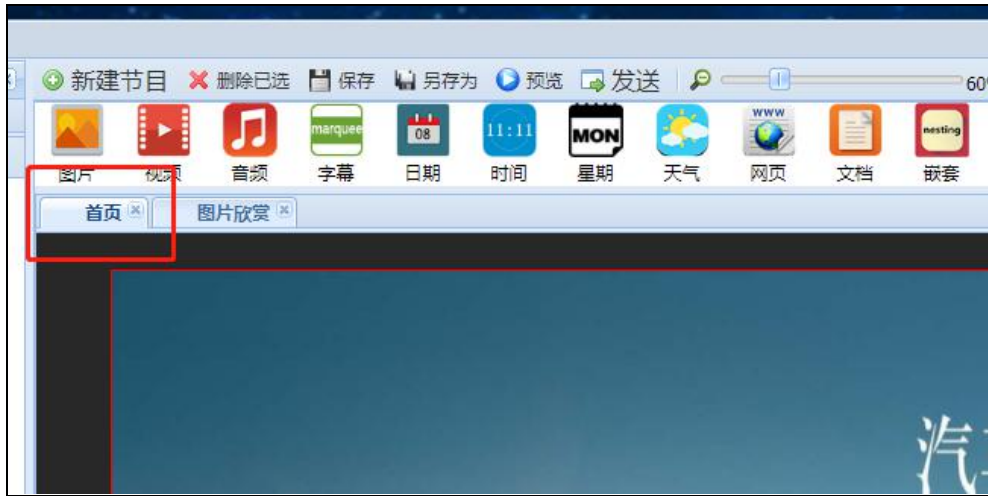 新建节目 删除已选 保存 另存为 预览 发送 60
marquee 08 11:11 MON www nesting
图片 视频 音频 字幕 日期 时间 星期 天气 网页 文档 嵌套
首页 图片欣赏
汽